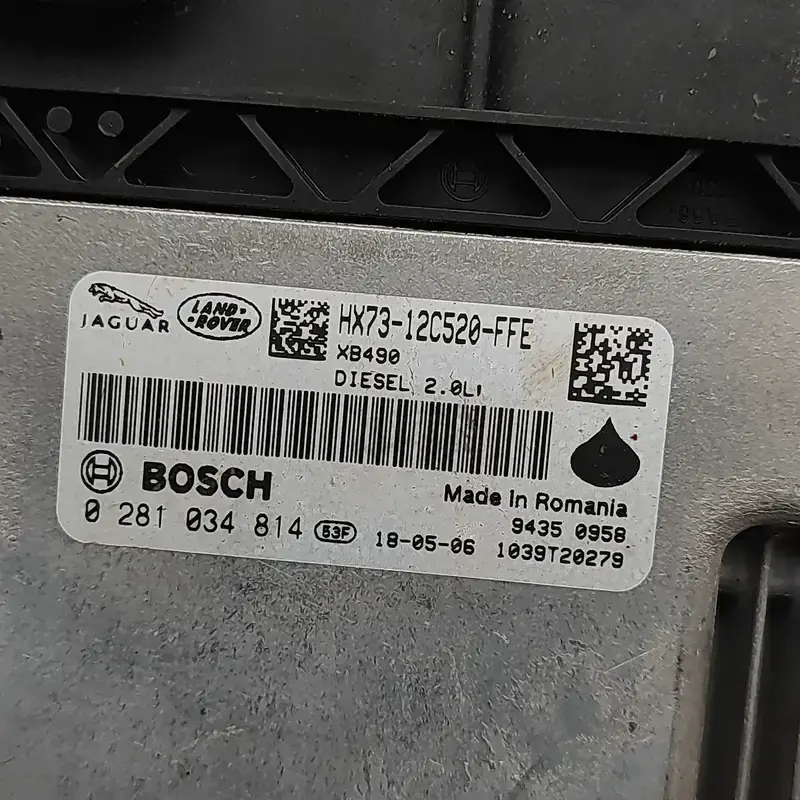 JAGUAR
LAND-
-ROVER
HX73-12C520-FFE
XB490
DIESEL 2.0LI
BOSCH
Made in Romania
0 281 034 814 53F 18-05-06
9435 0958
1039T20279